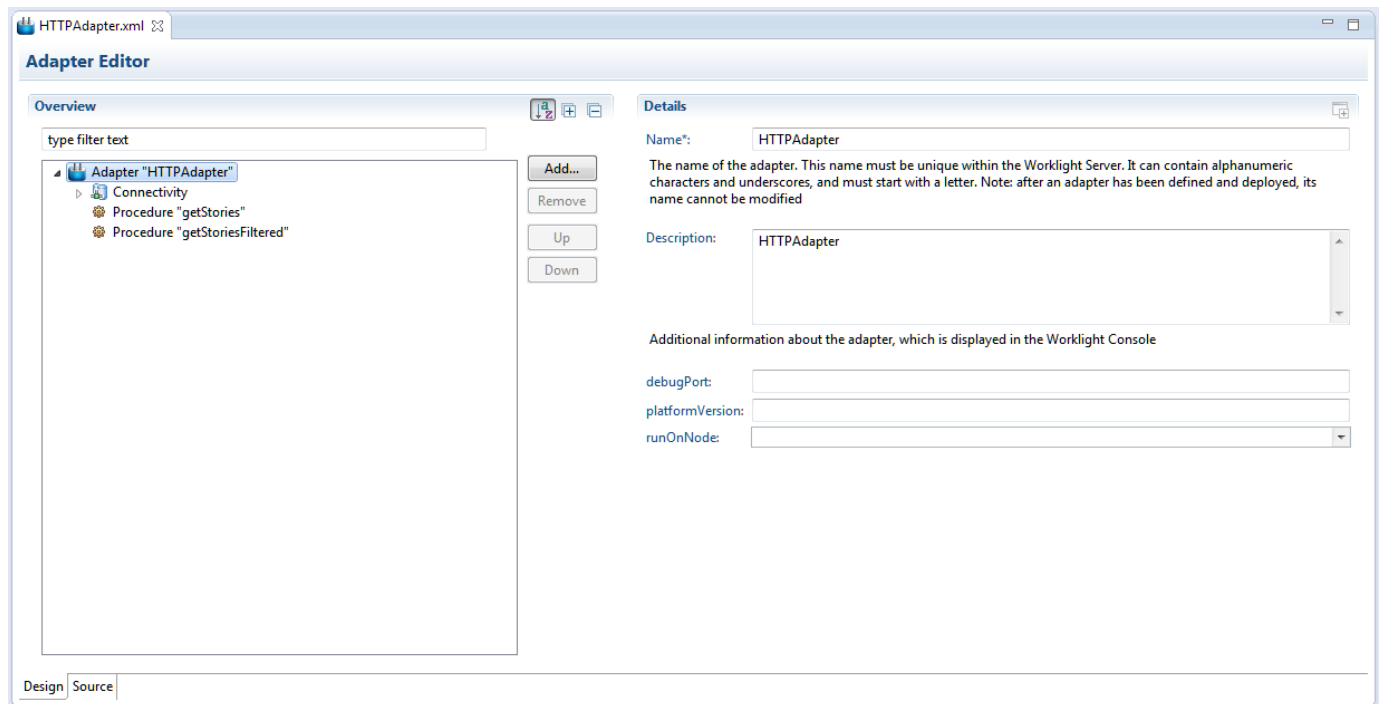 HTTPAdapter.xml
Adapter Editor
Overview
type filter text
Adapter "HTTPAdapter"
Connectivity
Procedure "getStories"
Procedure "getStoriesFiltered"
Add...
Remove
Up
Down
Details
Name*:
HTTPAdapter
The name of the adapter. This name must be unique within the Worklight Server. It can contain alphanumeric
characters and underscores, and must start with a letter. Note: after an adapter has been defined and deployed, its
name cannot be modified
Description:
HTTPAdapter
Additional information about the adapter, which is displayed in the Worklight Console
debugPort:
platformVersion:
runOnNode:
Design
Source